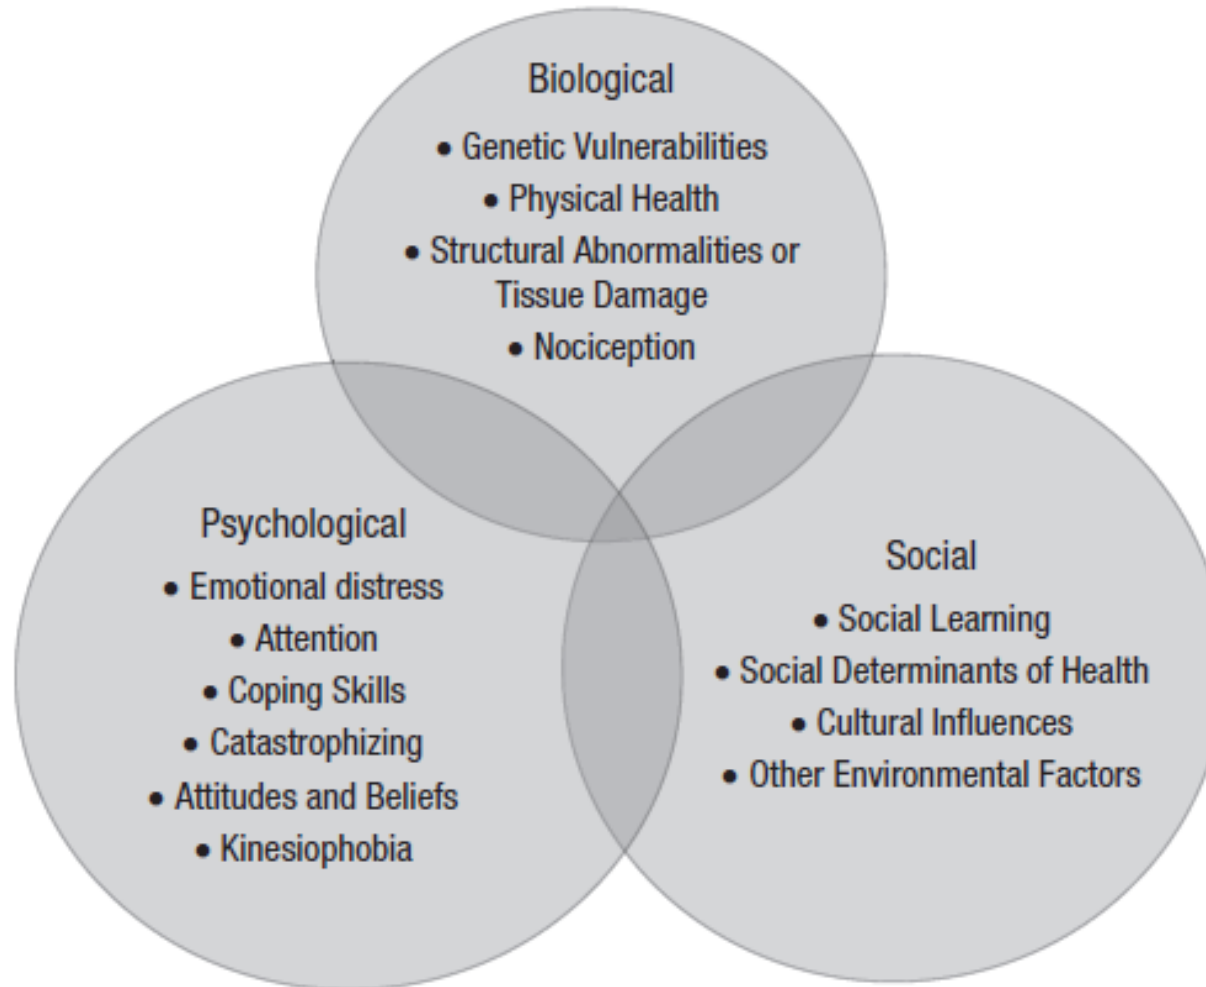 Biological
• Genetic Vulnerabilities
• Physical Health
• Structural Abnormalities or
Tissue Damage
• Nociception
Psychological
• Emotional distress
• Attention
• Coping Skills
• Catastrophizing
• Attitudes and Beliefs
• Kinesiophobia
Social
• Social Learning
• Social Determinants of Health
• Cultural Influences
• Other Environmental Factors